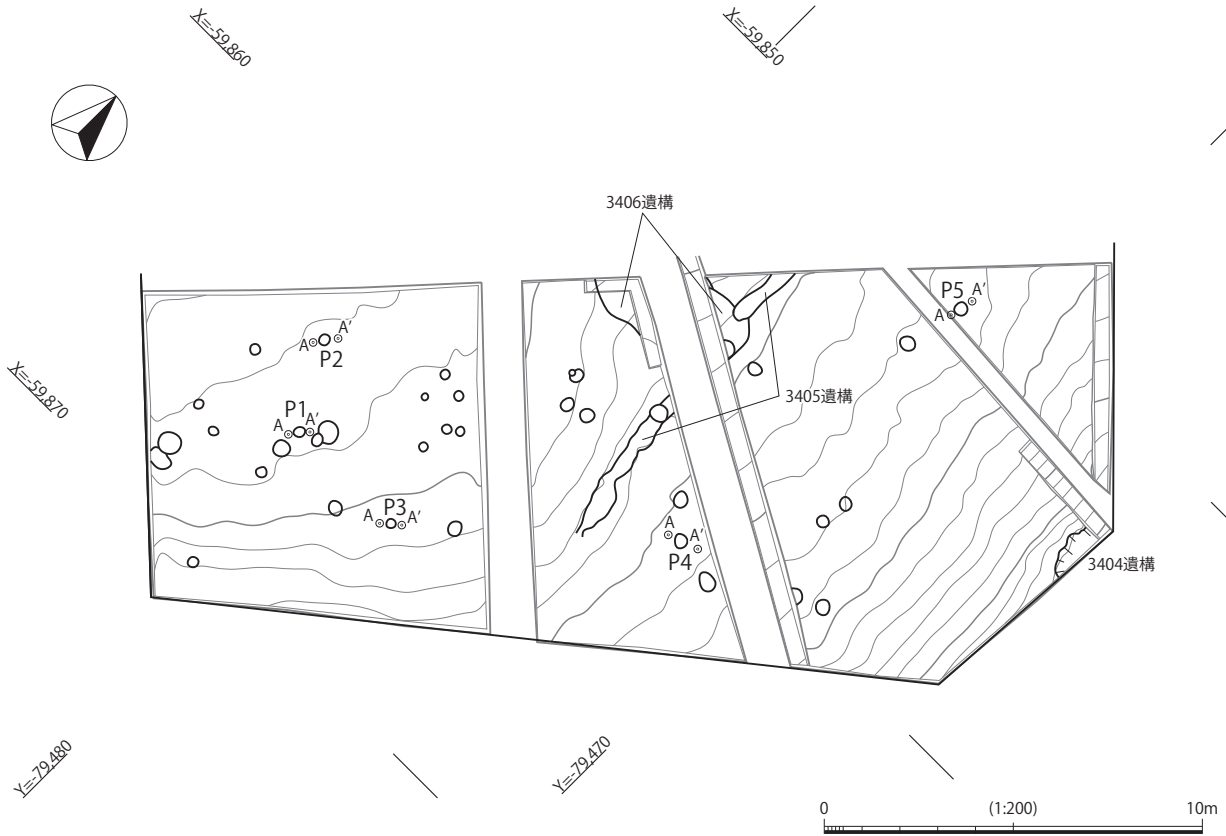 X=-59,860
X=-59,850
3406遺構
P5
A
A'
P2
A
A'
X=-59,870
3405遺構
P1
A
A'
P3
A
A'
A
A'
P4
3404遺構
Y=-79,480
Y=-79,470
0
(1:200)
10m